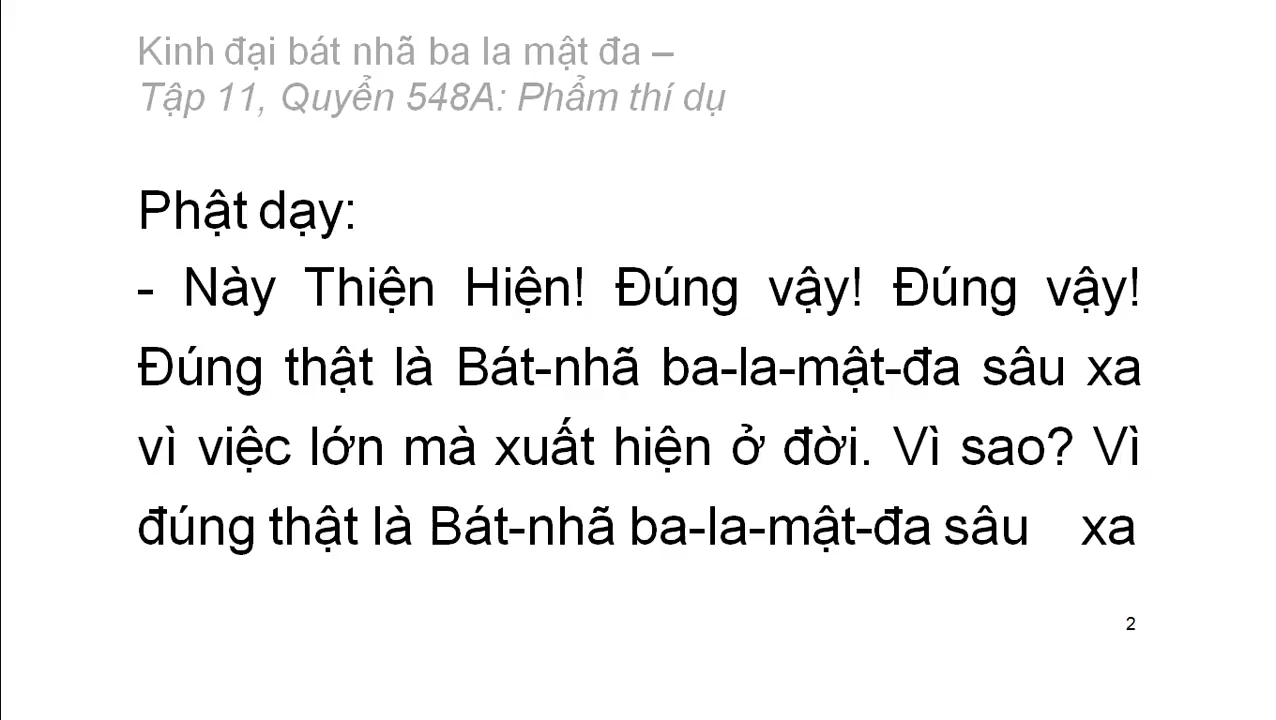 Kinh đại bát nhã ba la mật đa –
Tập 11, Quyển 548A: Phẩm thí dụ
Phật dạy:
- Này Thiện Hiện! Đúng vậy! Đúng vậy!
Đúng thật là Bát-nhã ba-la-mật-đa sâu xa
vì việc lớn mà xuất hiện ở đời. Vì sao? Vì
đúng thật là Bát-nhã ba-la-mật-đa sâu xa
2